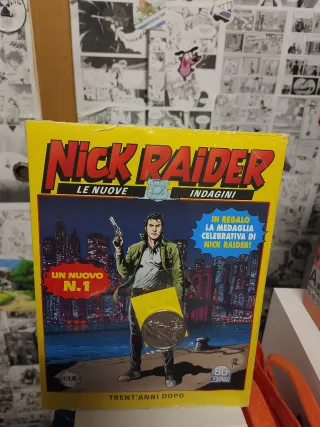 NICK RAIDER
LE NUOVE INDAGINI
IN REGALO
LA MEDAGLIA
CELEBRATIVA DI
NICK RAIDER!
UN NUOVO
N.1
80
TRENT'ANNI DOPO